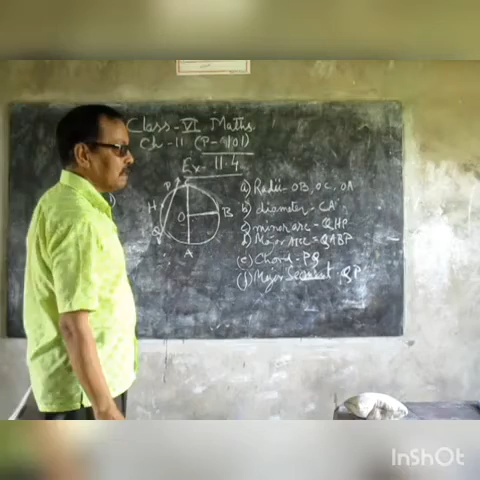 Class - VI Maths
Ch - 11 (P-101)
Ex - 11.4
a) Radii - OB, OC, OA
b) diameter - CA
c) minor arc - QHP
d) Major Arc = QABP
(e) Chord - PQ
(f) Major Segment QP
P
H
O
B
Q
A
InShOt